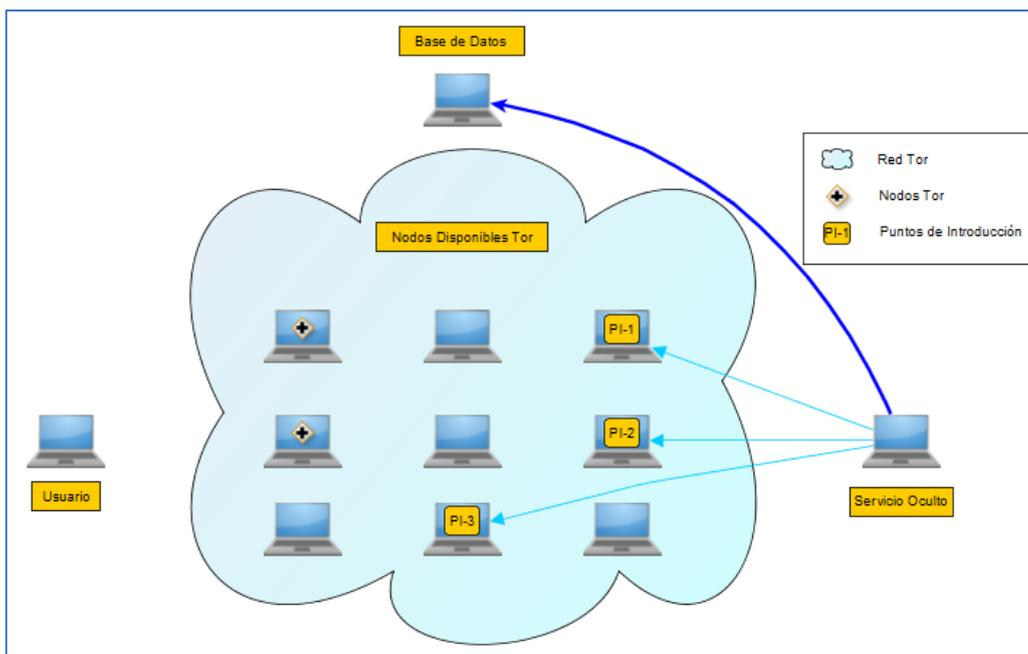 Base de Datos
Red Tor
Nodos Tor
PI-1 Puntos de Introducción
Nodos Disponibles Tor
PI-1
PI-2
Usuario
Servicio Oculto
PI-3